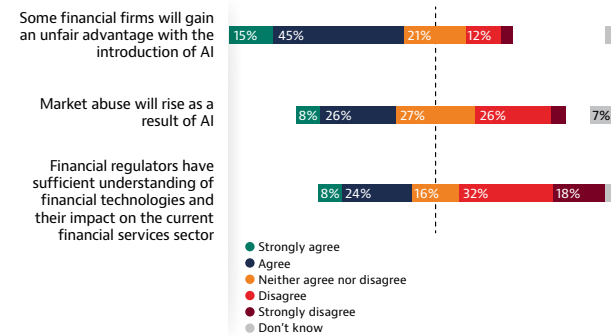 Some financial firms will gain
an unfair advantage with the
introduction of AI
15% 45% 21% 12%
Market abuse will rise as a
result of AI
8% 26% 27% 26% 7%
Financial regulators have
sufficient understanding of
financial technologies and
their impact on the current
financial services sector
8% 24% 16% 32% 18%
Strongly agree
Agree
Neither agree nor disagree
Disagree
Strongly disagree
Don't know